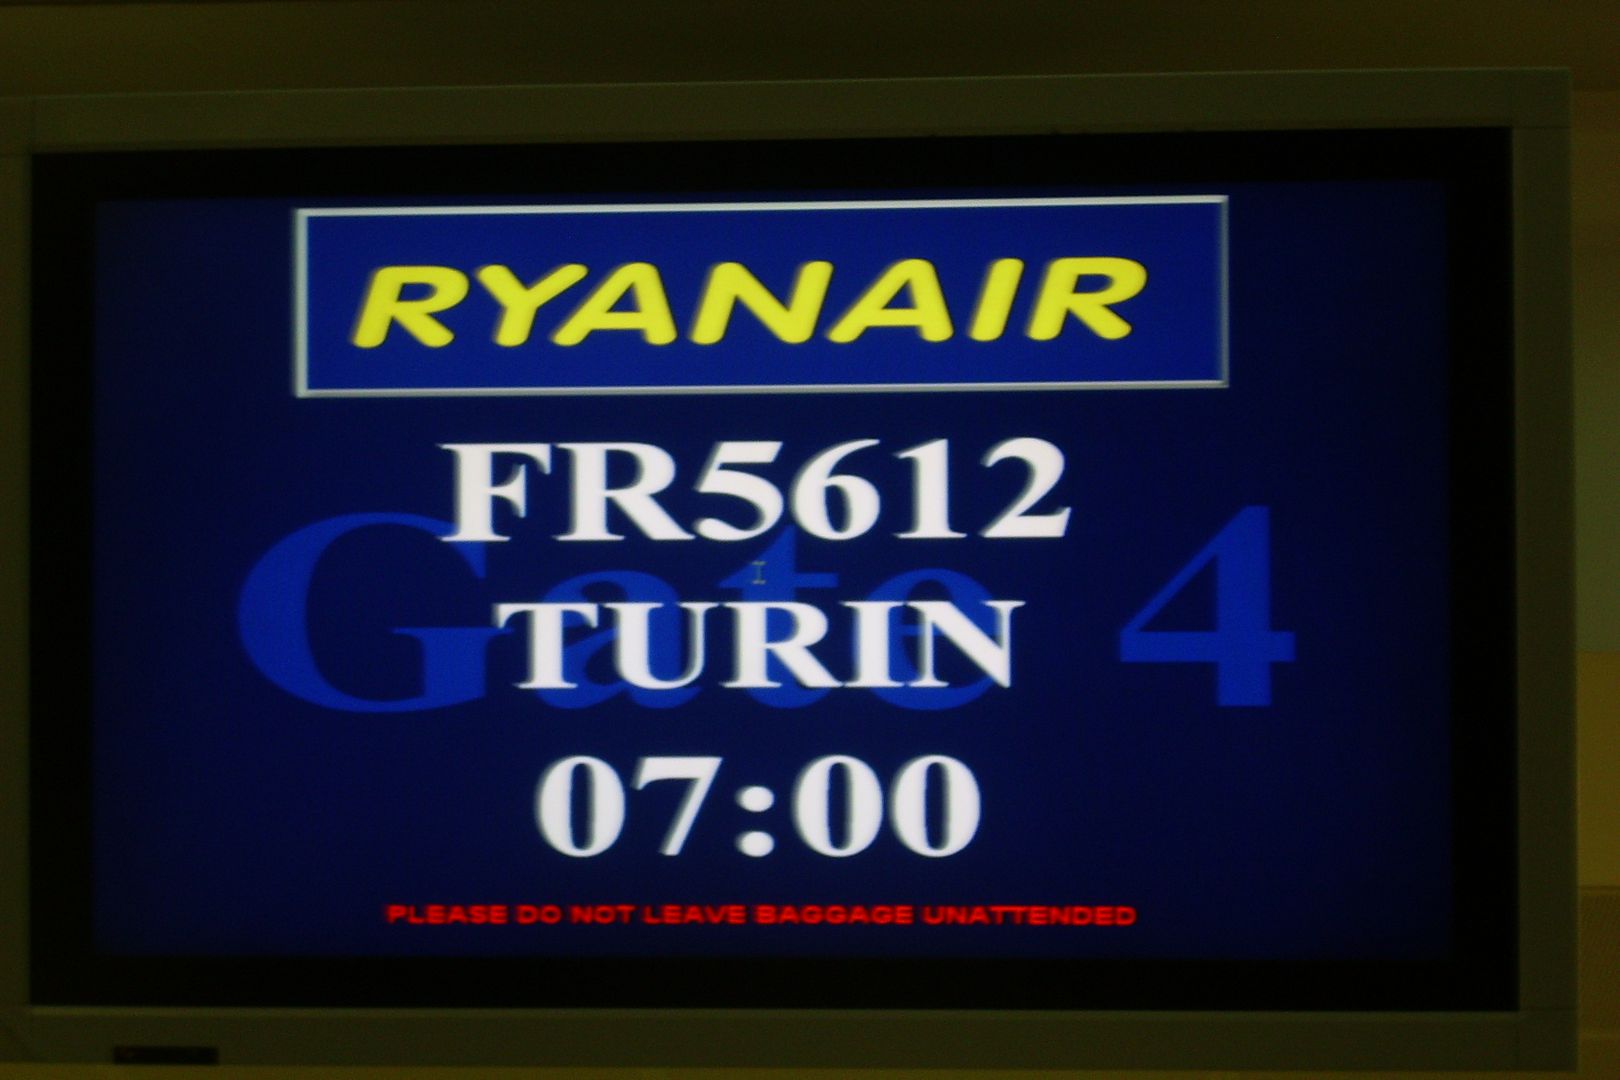 RYANAIR
FR5612
Gate 4
TURIN
07:00
PLEASE DO NOT LEAVE BAGGAGE UNATTENDED